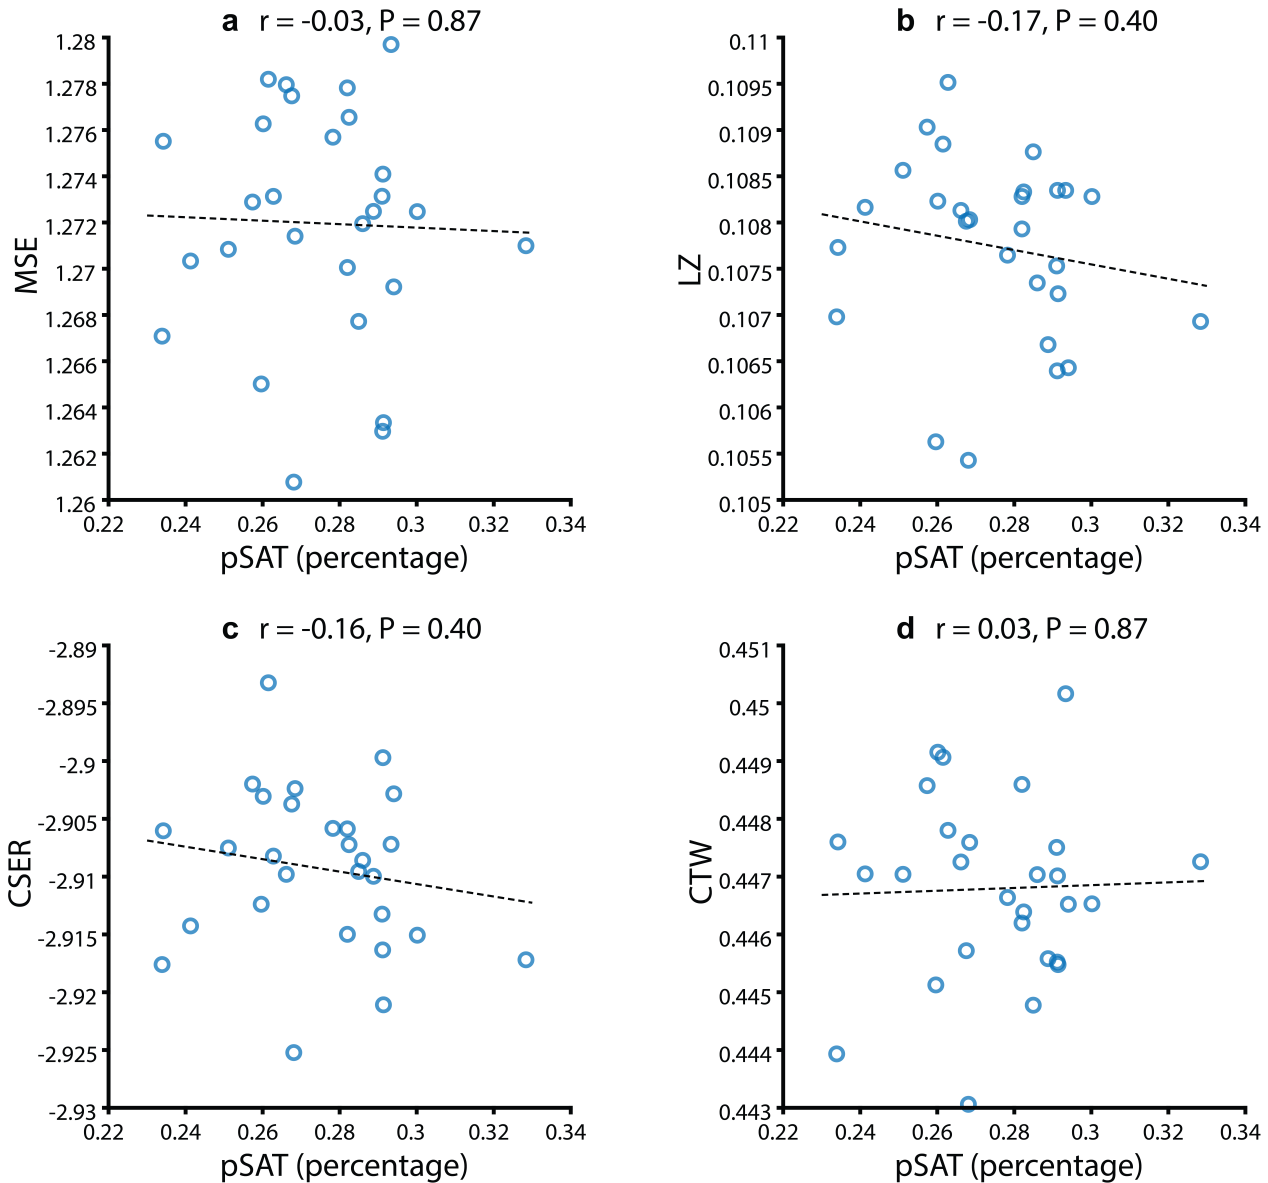 a r = -0.03, P = 0.87
1.28
1.278
1.276
1.274
1.272
1.27
1.268
1.266
1.264
1.262
1.26
MSE
0.22 0.24 0.26 0.28 0.3 0.32 0.34
pSAT (percentage)
b r = -0.17, P = 0.40
0.11
0.1095
0.109
0.1085
0.108
0.1075
0.107
0.1065
0.106
0.1055
0.105
LZ
0.22 0.24 0.26 0.28 0.3 0.32 0.34
pSAT (percentage)
c r = -0.16, P = 0.40
-2.89
-2.895
-2.9
-2.905
-2.91
-2.915
-2.92
-2.925
-2.93
CSER
0.22 0.24 0.26 0.28 0.3 0.32 0.34
pSAT (percentage)
d r = 0.03, P = 0.87
0.451
0.45
0.449
0.448
0.447
0.446
0.445
0.444
0.443
CTW
0.22 0.24 0.26 0.28 0.3 0.32 0.34
pSAT (percentage)